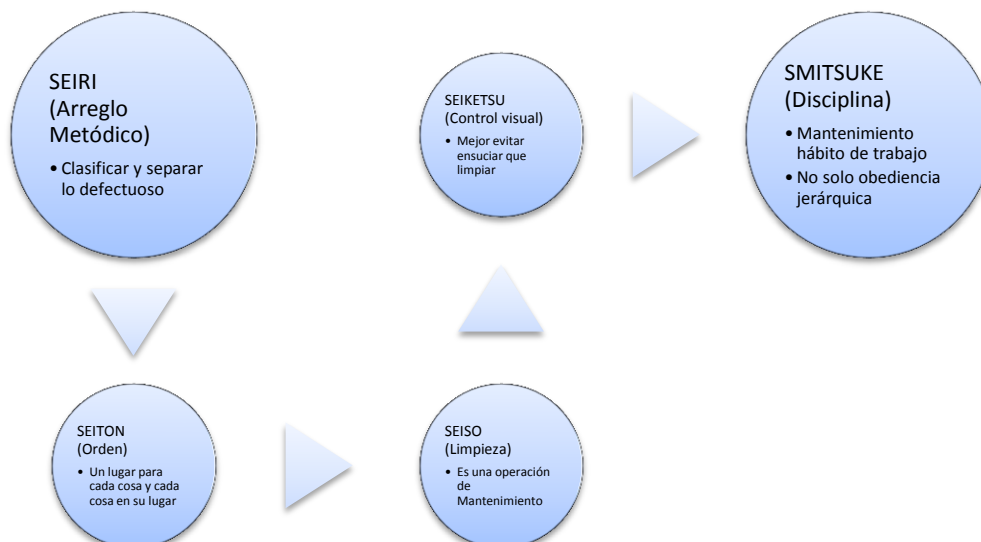 SEIRI
(Arreglo
Metódico)
• Clasificar y separar
lo defectuoso
SEITON
(Orden)
• Un lugar para
cada cosa y cada
cosa en su lugar
SEISO
(Limpieza)
• Es una operación
de
Mantenimiento
SEIKETSU
(Control visual)
• Mejor evitar
ensuciar que
limpiar
SMITSUKE
(Disciplina)
• Mantenimiento
hábito de trabajo
• No solo obediencia
jerárquica